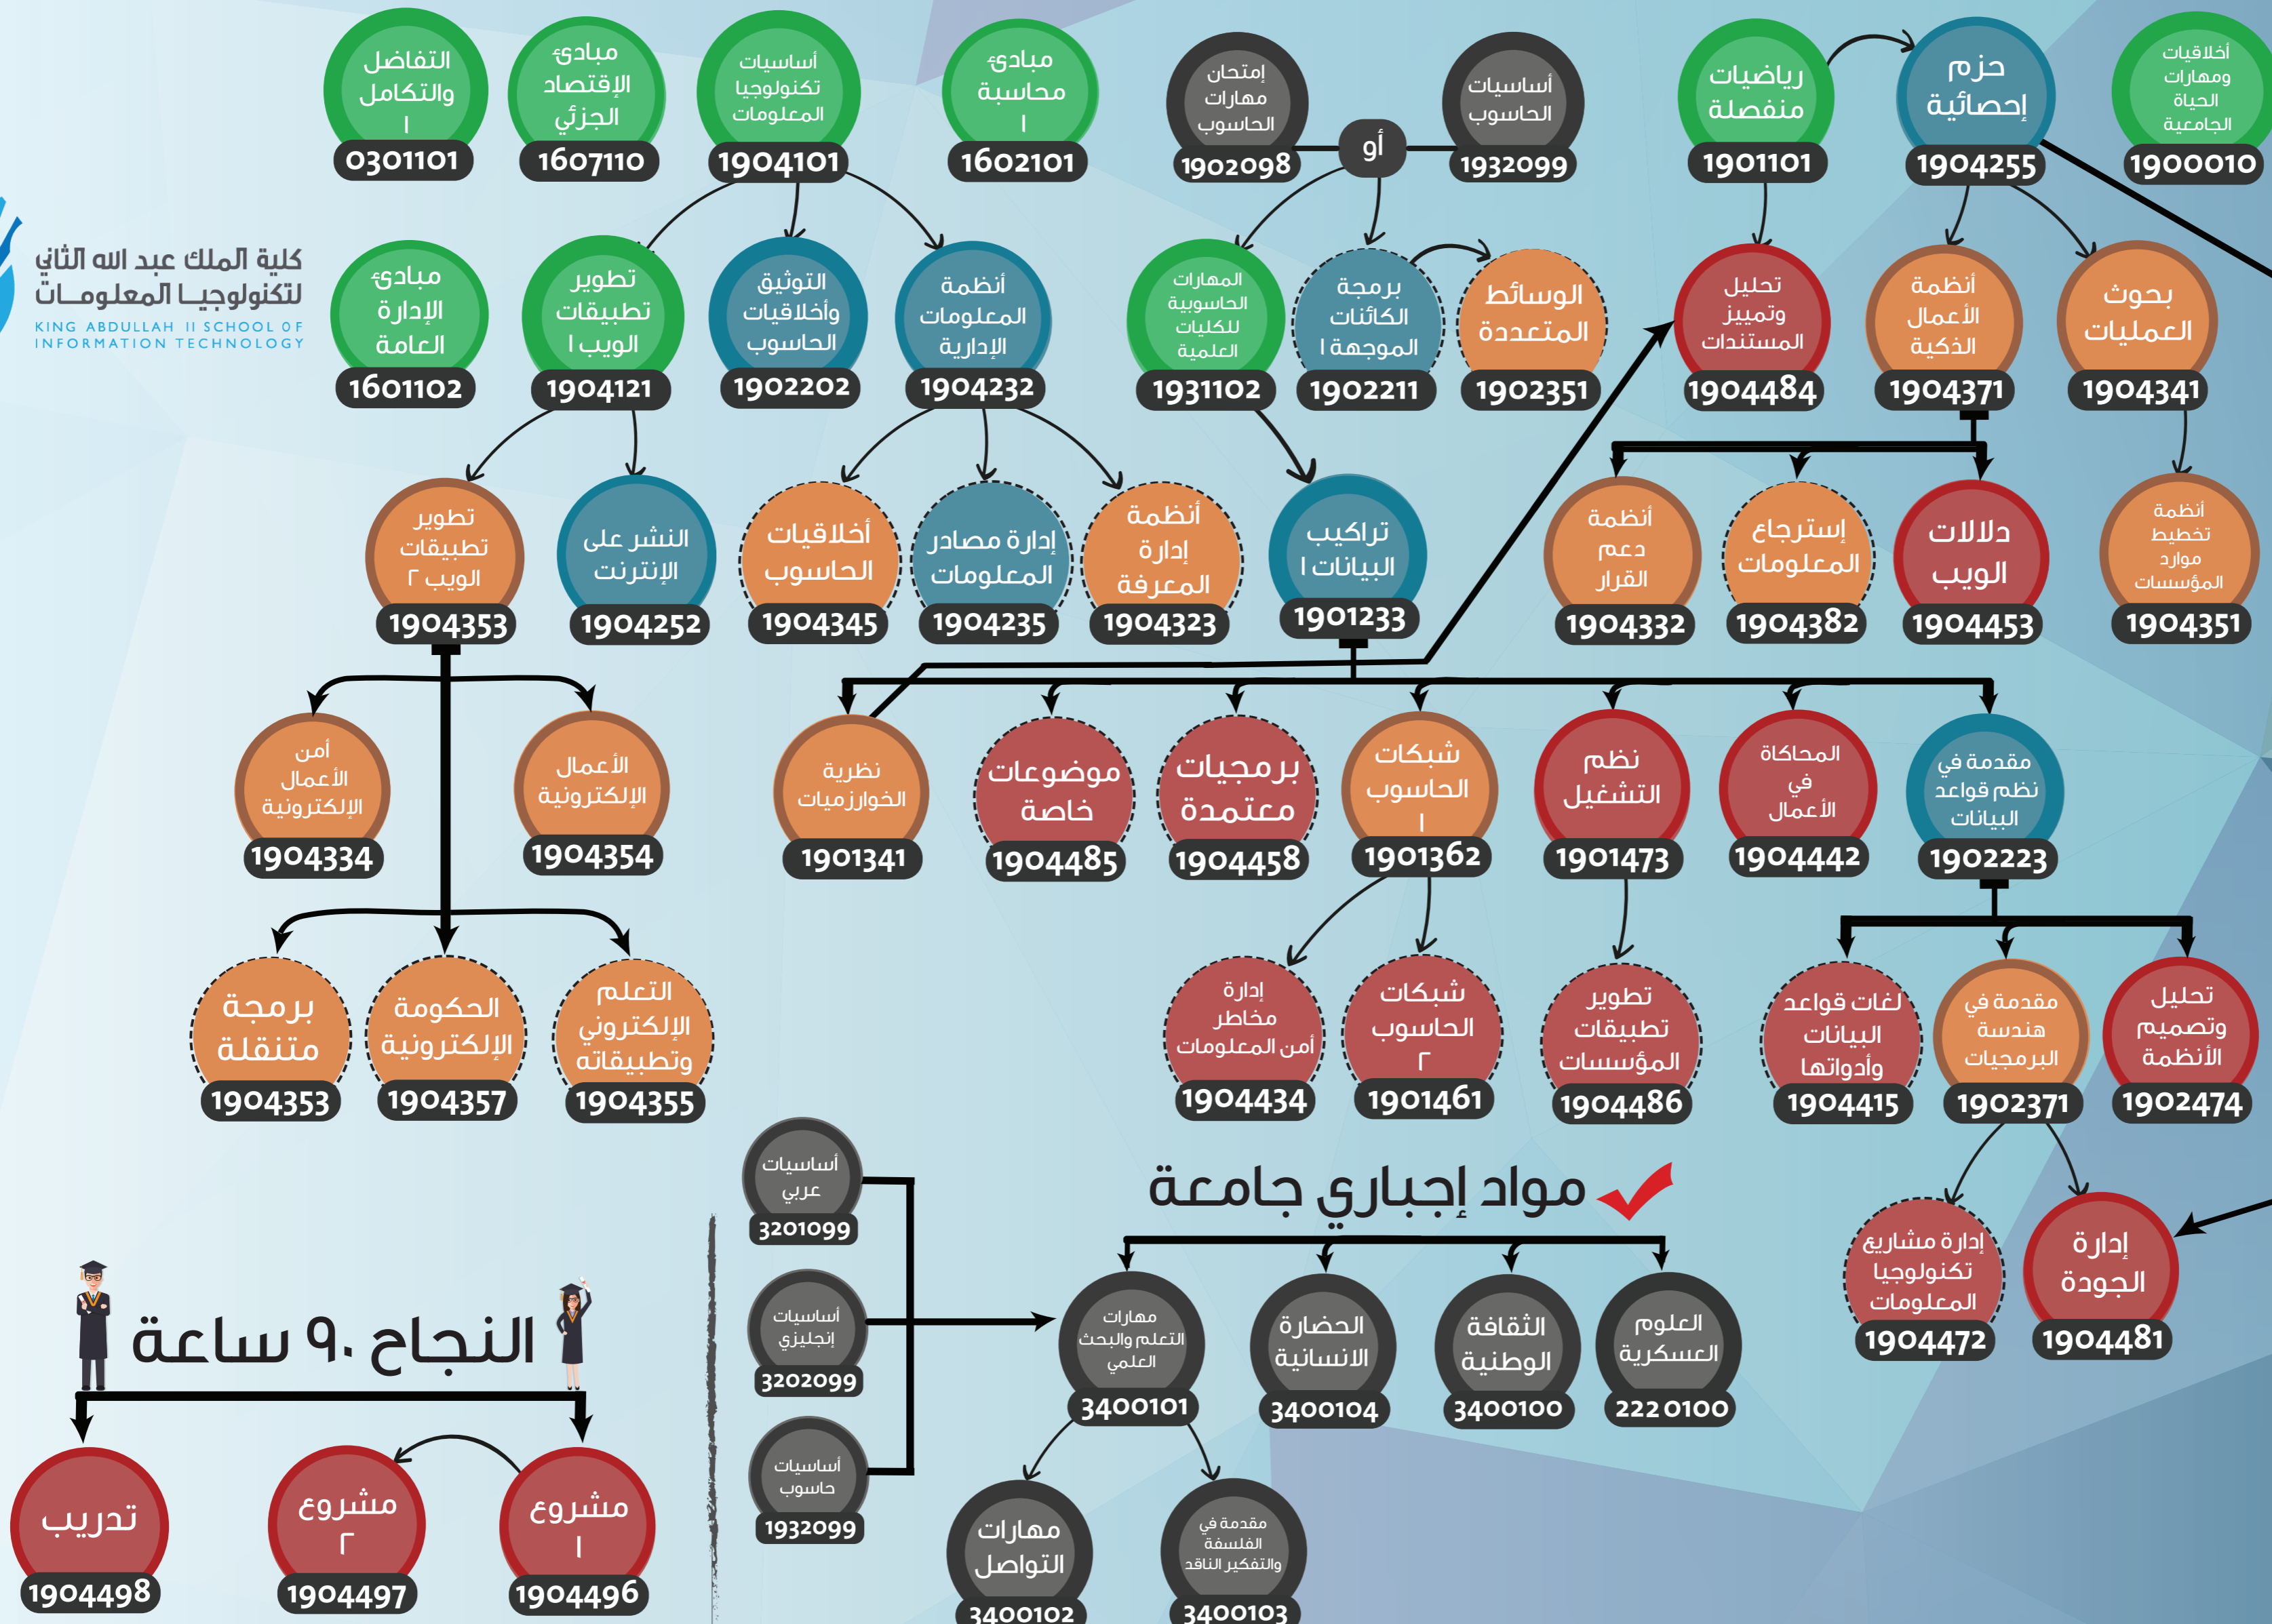 التفاضل
والتكامل
١
0301101
مبادئ
الإقتصاد
الجزئي
1607110
أساسيات
تكنولوجيا
المعلومات
1904101
مبادئ
محاسبة
١
1602101
إمتحان
مهارات
الحاسوب
1902098
أو
أساسيات
الحاسوب
1932099
رياضيات
منفصلة
1901101
حزم
إحصائية
1904255
أخلاقيات
ومهارات
الحياة
الجامعية
1900010
كلية الملك عبد الله الثاني
لتكنولوجيــا المعلومــات
KING ABDULLAH II SCHOOL OF
INFORMATION TECHNOLOGY
مبادئ
الإدارة
العامة
1601102
تطوير
تطبيقات
الويب ١
1904121
التوثيق
وأخلاقيات
الحاسوب
1902202
أنظمة
المعلومات
الإدارية
1904232
المهارات
الحاسوبية
للكليات
العلمية
1931102
برمجة
الكائنات
الموجهة ١
1902211
الوسائط
المتعددة
1902351
تحليل
وتمييز
المستندات
1904484
أنظمة
الأعمال
الذكية
1904371
بحوث
العمليات
1904341
تطوير
تطبيقات
الويب ٢
1904353
النشر على
الإنترنت
1904252
أخلاقيات
الحاسوب
1904345
إدارة مصادر
المعلومات
1904235
أنظمة
إدارة
المعرفة
1904323
تراكيب
البيانات ١
1901233
أنظمة
دعم
القرار
1904332
إسترجاع
المعلومات
1904382
دلالات
الويب
1904453
أنظمة
تخطيط
موارد
المؤسسات
1904351
أمن
الأعمال
الإلكترونية
1904334
الأعمال
الإلكترونية
1904354
نظرية
الخوارزميات
1901341
موضوعات
خاصة
1904485
برمجيات
معتمدة
1904458
شبكات
الحاسوب
١
1901362
نظم
التشغيل
1901473
المحاكاة
في
الأعمال
1904442
مقدمة في
نظم قواعد
البيانات
1902223
برمجة
متنقلة
1904353
الحكومة
الإلكترونية
1904357
التعلم
الإلكتروني
وتطبيقاته
1904355
إدارة
مخاطر
أمن المعلومات
1904434
شبكات
الحاسوب
٢
1901461
تطوير
تطبيقات
المؤسسات
1904486
لغات قواعد
البيانات
وأدواتها
1904415
مقدمة في
هندسة
البرمجيات
1902371
تحليل
وتصميم
الأنظمة
1902474
إدارة مشاريع
تكنولوجيا
المعلومات
1904472
إدارة
الجودة
1904481
مواد إجباري جامعة
أساسيات
عربي
3201099
أساسيات
إنجليزي
3202099
أساسيات
حاسوب
1932099
مهارات
التعلم والبحث
العلمي
3400101
الحضارة
الانسانية
3400104
الثقافة
الوطنية
3400100
العلوم
العسكرية
2220100
مهارات
التواصل
3400102
مقدمة في
الفلسفة
والتفكير الناقد
3400103
النجاح ٩٠ ساعة
تدريب
1904498
مشروع
٢
1904497
مشروع
١
1904496